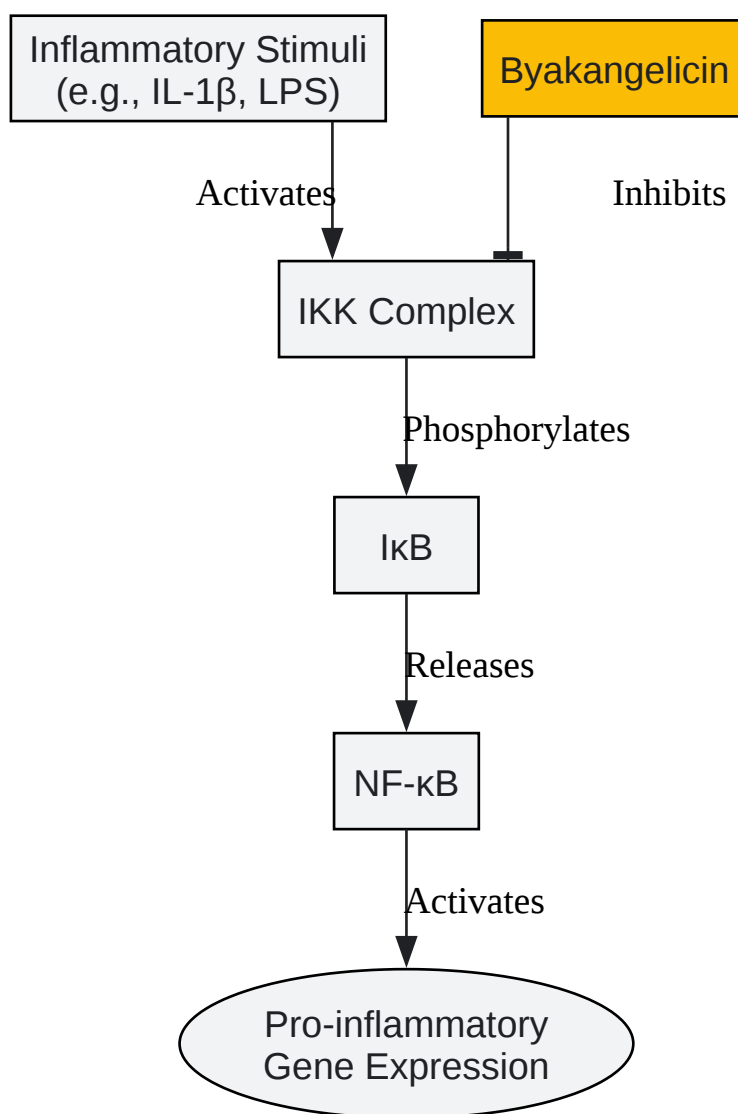 Inflammatory Stimuli
(e.g., IL-1β, LPS)
Byakangelicin
Activates
Inhibits
IKK Complex
Phosphorylates
IκB
Releases
NF-κB
Activates
Pro-inflammatory
Gene Expression